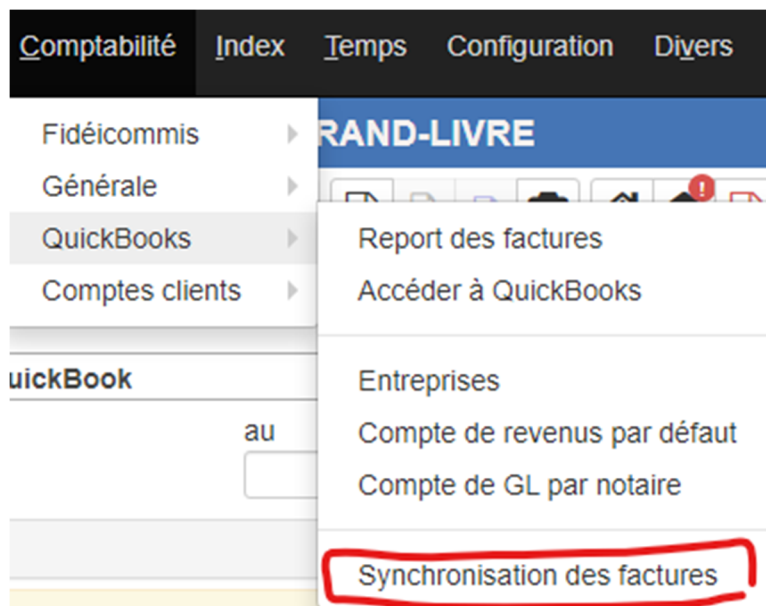 Comptabilité Index Temps Configuration Divers
RAND-LIVRE
Fidéicommis
Générale
QuickBooks
Comptes clients
Report des factures
Accéder à QuickBooks
Entreprises
Compte de revenus par défaut
Compte de GL par notaire
Synchronisation des factures
uickBook
au